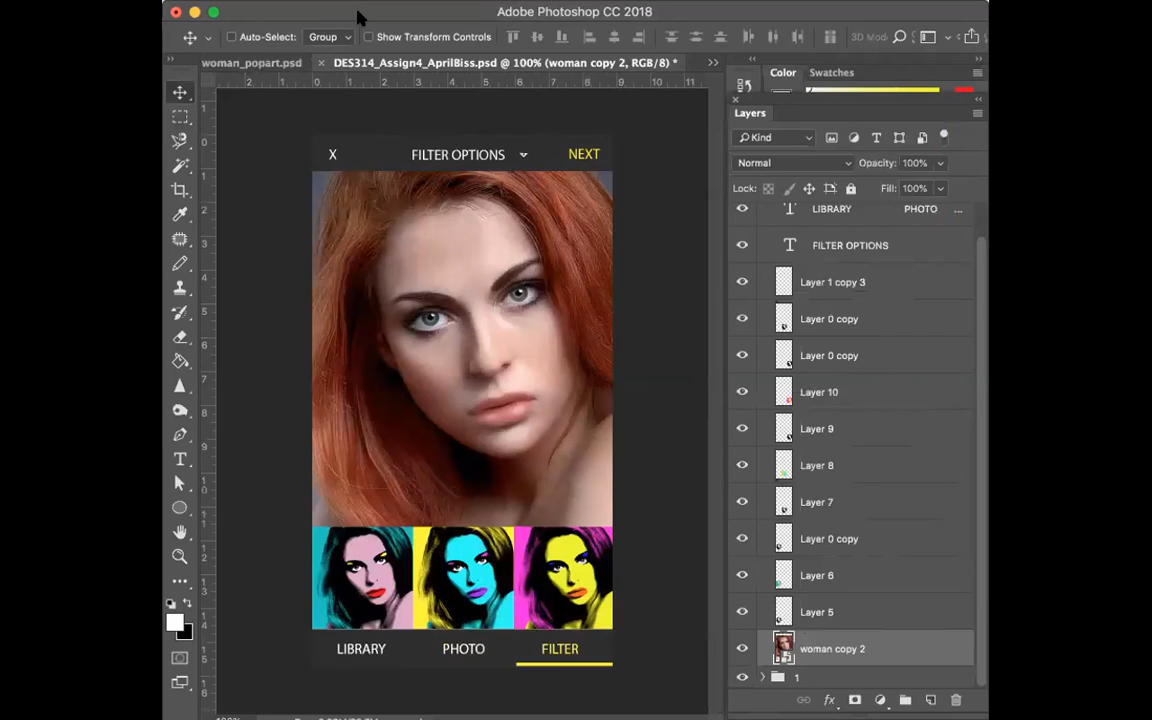 Adobe Photoshop CC 2018
Auto-Select: Group Show Transform Controls 3D Mod
woman_popart.psd × DES314_Assign4_AprilBiss.psd @ 100% (woman copy 2, RGB/8) *
Color Swatches
Layers
Kind
Normal Opacity: 100%
Lock: Fill: 100%
LIBRARY PHOTO ...
FILTER OPTIONS
Layer 1 copy 3
Layer 0 copy
Layer 0 copy
Layer 10
Layer 9
Layer 8
Layer 7
Layer 0 copy
Layer 6
Layer 5
woman copy 2
1
X FILTER OPTIONS NEXT
LIBRARY PHOTO FILTER